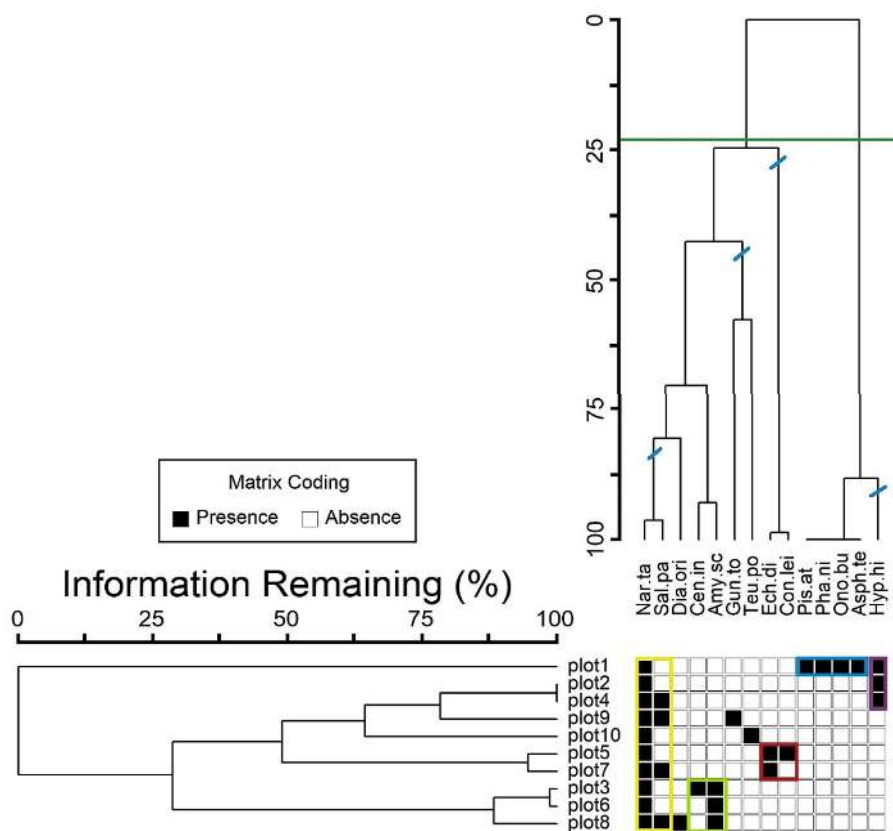 0
25
50
75
100
Matrix Coding
Presence Absence
Nar.ta
Sal.pa
Dia.ori
Cen.in
Amy.sc
Gun.to
Teu.po
Ech.di
Con.lei
Pis.at
Pha.ni
Ono.bu
Asph.te
Hyp.hi
Information Remaining (%)
0 25 50 75 100
plot1
plot2
plot4
plot9
plot10
plot5
plot7
plot3
plot6
plot8